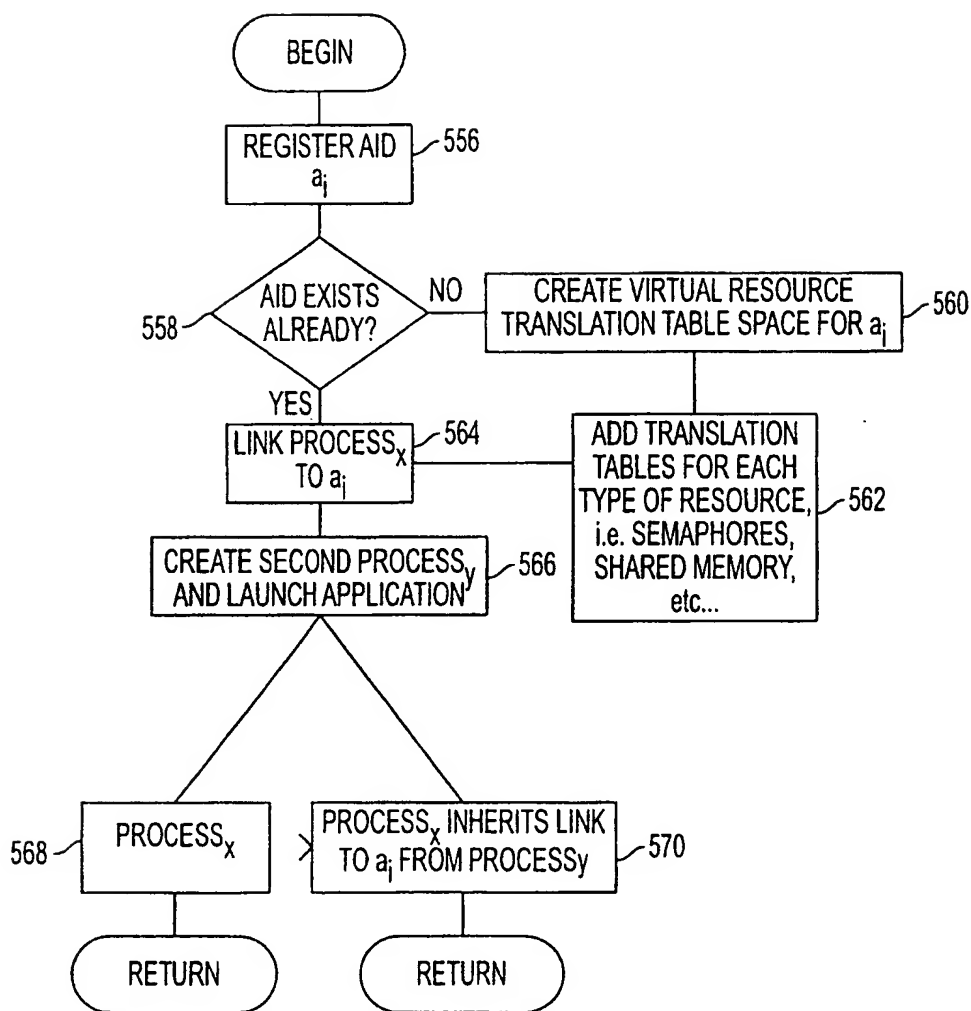 BEGIN
REGISTER AID
a_i
556
558
AID EXISTS
ALREADY?
NO
YES
CREATE VIRTUAL RESOURCE
TRANSLATION TABLE SPACE FOR a_i
560
ADD TRANSLATION
TABLES FOR EACH
TYPE OF RESOURCE,
i.e. SEMAPHORES,
SHARED MEMORY,
etc...
562
LINK PROCESS_x
TO a_i
564
CREATE SECOND PROCESS_y
AND LAUNCH APPLICATION
566
568
PROCESS_x
PROCESS_x INHERITS LINK
TO a_i FROM PROCESSy
570
RETURN
RETURN